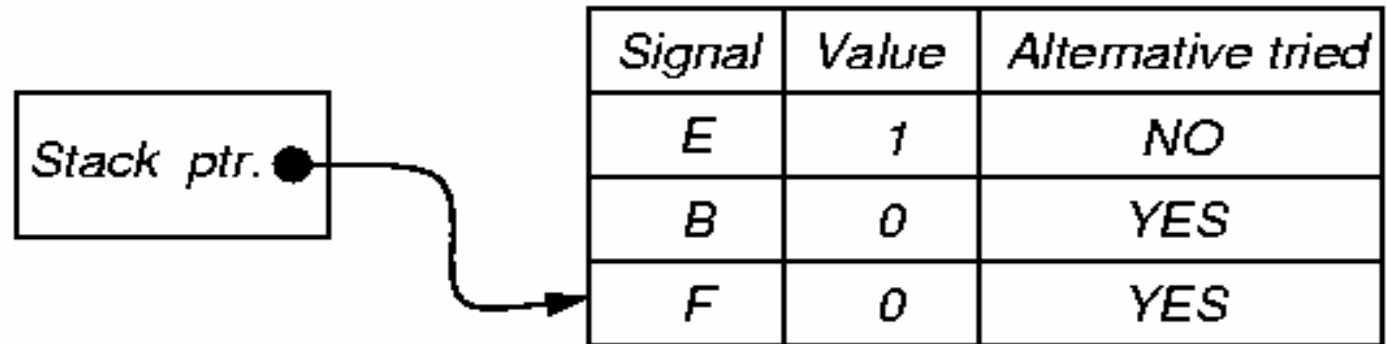 Signal Value Alternative tried
Stack ptr.
E 1 NO
B 0 YES
F 0 YES